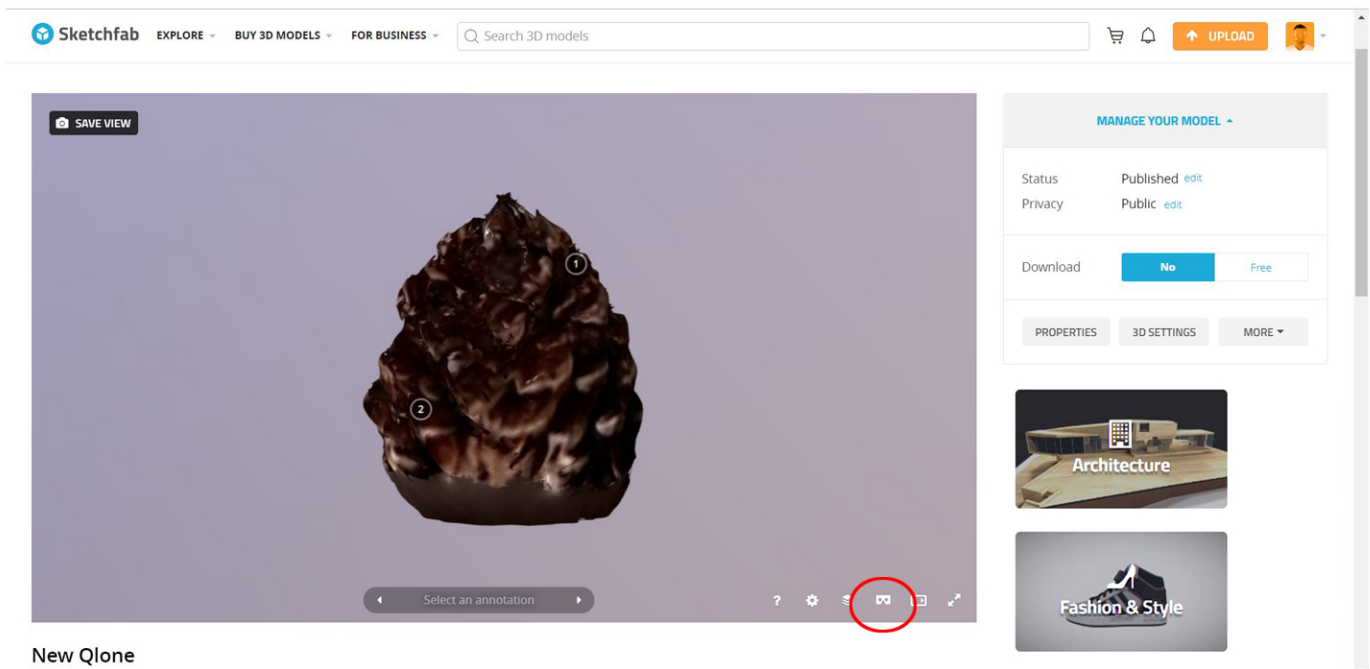 Sketchfab EXPLORE BUY 3D MODELS FOR BUSINESS Search 3D models UPLOAD
SAVE VIEW
1
2
Select an annotation ?
New Qlone
MANAGE YOUR MODEL
Status Published edit
Privacy Public edit
Download No Free
PROPERTIES 3D SETTINGS MORE
Architecture
Fashion & Style